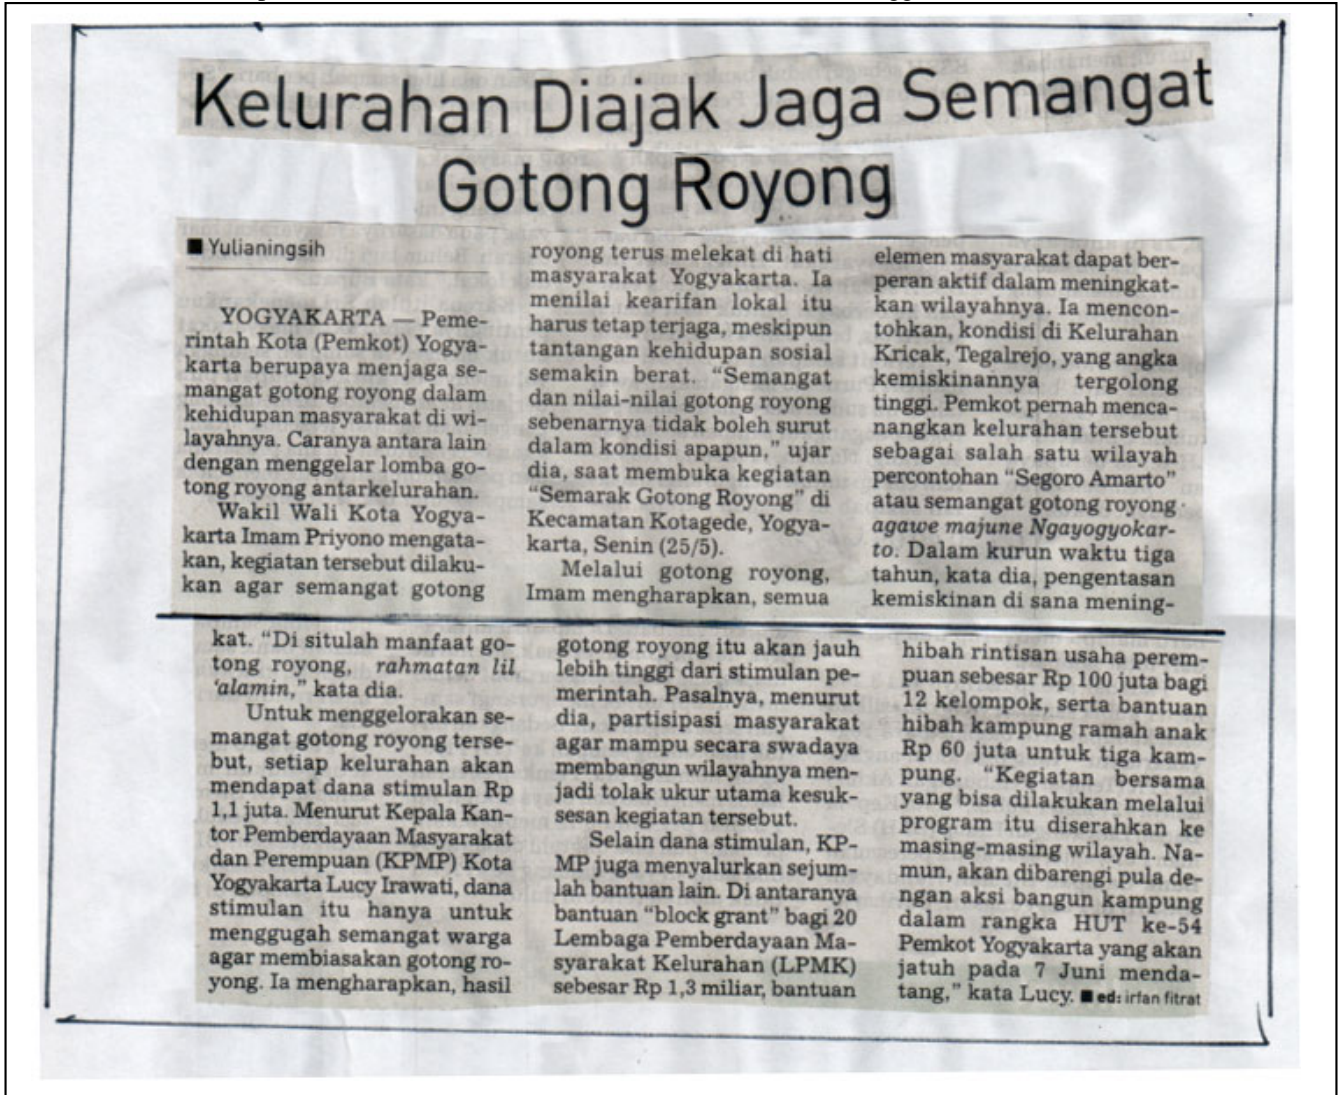 Kelurahan Diajak Jaga Semangat
Gotong Royong
■ Yulianingsih
YOGYAKARTA — Peme-
rintah Kota (Pemkot) Yogya-
karta berupaya menjaga se-
mangat gotong royong dalam
kehidupan masyarakat di wi-
layahnya. Caranya antara lain
dengan menggelar lomba go-
tong royong antarkelurahan.
Wakil Wali Kota Yogya-
karta Imam Priyono mengata-
kan, kegiatan tersebut dilaku-
kan agar semangat gotong
royong terus melekat di hati
masyarakat Yogyakarta. Ia
menilai kearifan lokal itu
harus tetap terjaga, meskipun
tantangan kehidupan sosial
semakin berat. “Semangat
dan nilai-nilai gotong royong
sebenarnya tidak boleh surut
dalam kondisi apapun,” ujar
dia, saat membuka kegiatan
“Semarak Gotong Royong” di
Kecamatan Kotagede, Yogya-
karta, Senin (25/5).
Melalui gotong royong,
Imam mengharapkan, semua
elemen masyarakat dapat ber-
peran aktif dalam meningkat-
kan wilayahnya. Ia mencon-
tohkan, kondisi di Kelurahan
Kricak, Tegalrejo, yang angka
kemiskinannya tergolong
tinggi. Pemkot pernah menca-
nangkan kelurahan tersebut
sebagai salah satu wilayah
percontohan “Segoro Amarto”
atau semangat gotong royong
agawe majune Ngayogyokar-
to. Dalam kurun waktu tiga
tahun, kata dia, pengentasan
kemiskinan di sana mening-
kat. “Di situlah manfaat go-
tong royong, rahmatan lil
‘alamin,” kata dia.
Untuk menggelorakan se-
mangat gotong royong terse-
but, setiap kelurahan akan
mendapat dana stimulan Rp
1,1 juta. Menurut Kepala Kan-
tor Pemberdayaan Masyarakat
dan Perempuan (KPMP) Kota
Yogyakarta Lucy Irawati, dana
stimulan itu hanya untuk
menggugah semangat warga
agar membiasakan gotong ro-
yong. Ia mengharapkan, hasil
gotong royong itu akan jauh
lebih tinggi dari stimulan pe-
merintah. Pasalnya, menurut
dia, partisipasi masyarakat
agar mampu secara swadaya
membangun wilayahnya men-
jadi tolak ukur utama kesuk-
sesan kegiatan tersebut.
Selain dana stimulan, KP-
MP juga menyalurkan sejum-
lah bantuan lain. Di antaranya
bantuan “block grant” bagi 20
Lembaga Pemberdayaan Ma-
syarakat Kelurahan (LPMK)
sebesar Rp 1,3 miliar, bantuan
hibah rintisan usaha perem-
puan sebesar Rp 100 juta bagi
12 kelompok, serta bantuan
hibah kampung ramah anak
Rp 60 juta untuk tiga kam-
pung. “Kegiatan bersama
yang bisa dilakukan melalui
program itu diserahkan ke
masing-masing wilayah. Na-
mun, akan dibarengi pula de-
ngan aksi bangun kampung
dalam rangka HUT ke-54
Pemkot Yogyakarta yang akan
jatuh pada 7 Juni menda-
tang,” kata Lucy. ■ ed: irfan fitrat